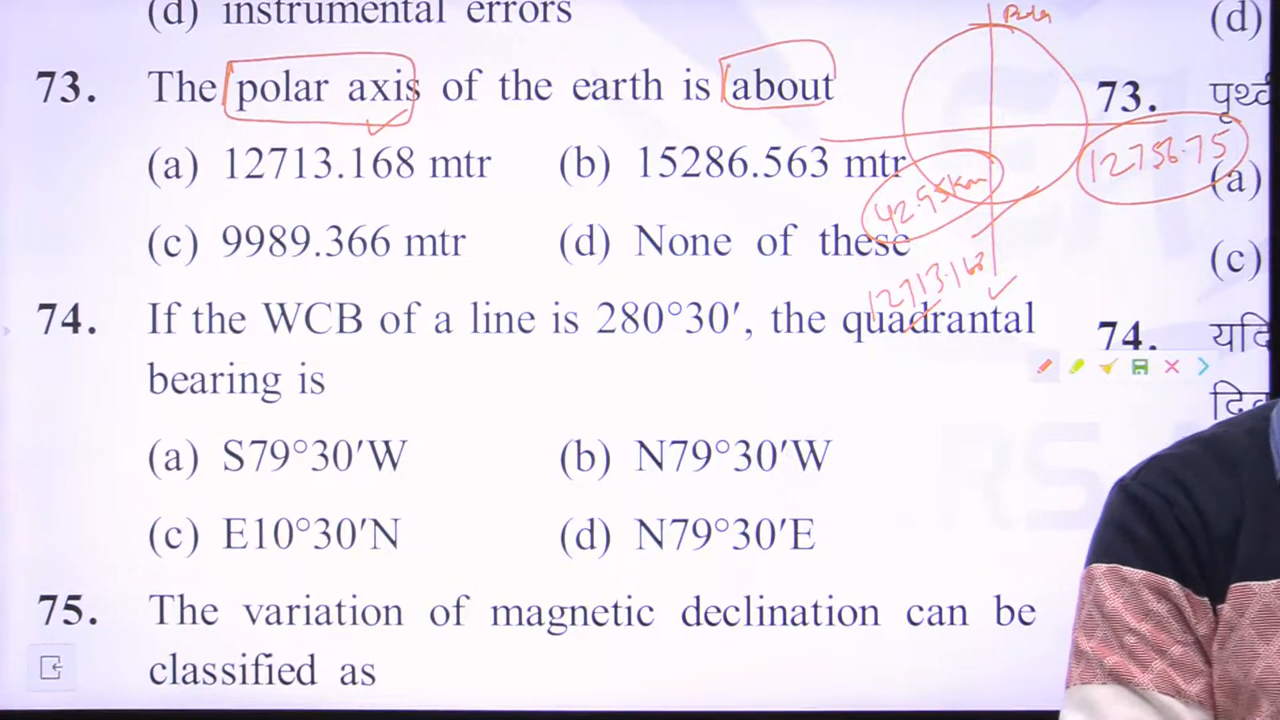 (d) instrumental errors
73. The polar axis of the earth is about
(a) 12713.168 mtr (b) 15286.563 mtr
(c) 9989.366 mtr (d) None of these
74. If the WCB of a line is 280°30′, the quadrantal
bearing is
(a) S79°30′W (b) N79°30′W
(c) E10°30′N (d) N79°30′E
75. The variation of magnetic declination can be
classified as
12756.75
42.95km
12713.168
(d)
73.
(a)
(c)
74. यदि